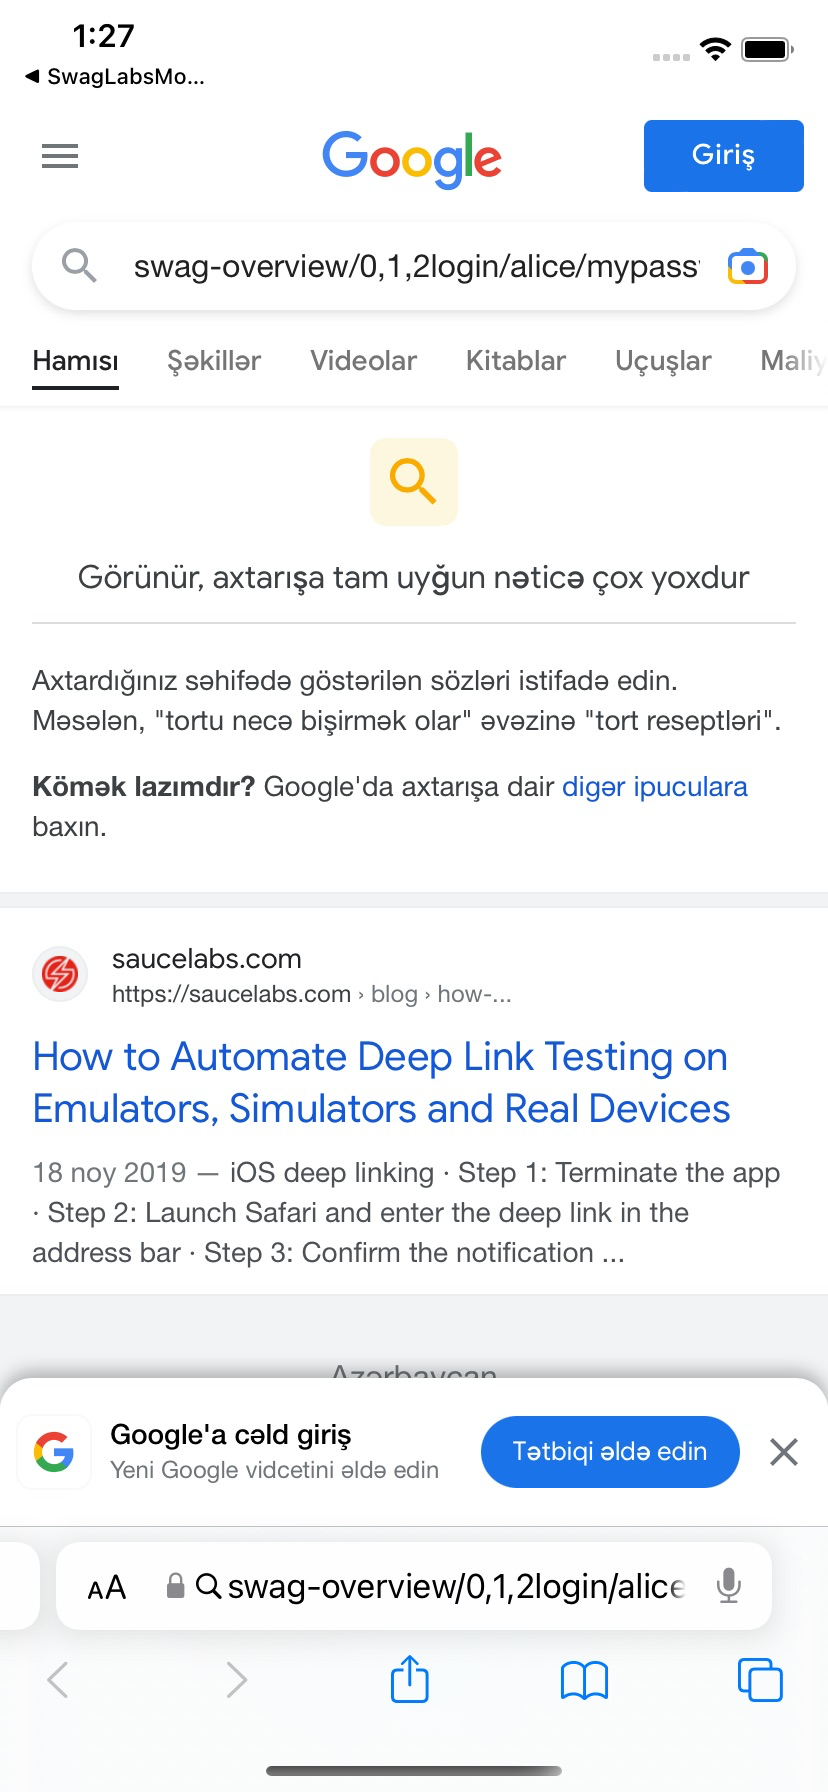 1:27
◀ SwagLabsMo...
Google
Giriş
swag-overview/0,1,2login/alice/mypass
Hamısı Şəkillər Videolar Kitablar Uçuşlar Maliy
Görünür, axtarışa tam uyğun nəticə çox yoxdur
Axtardığınız səhifədə göstərilən sözləri istifadə edin.
Məsələn, "tortu necə bişirmək olar" əvəzinə "tort reseptləri".
Kömək lazımdır? Google'da axtarışa dair digər ipuculara
baxın.
saucelabs.com
https://saucelabs.com › blog › how-...
How to Automate Deep Link Testing on
Emulators, Simulators and Real Devices
18 noy 2019 — iOS deep linking · Step 1: Terminate the app
· Step 2: Launch Safari and enter the deep link in the
address bar · Step 3: Confirm the notification ...
Azərbaycan
Google'a cəld giriş
Yeni Google vidcetini əldə edin
Tətbiqi əldə edin
AA
swag-overview/0,1,2login/alice